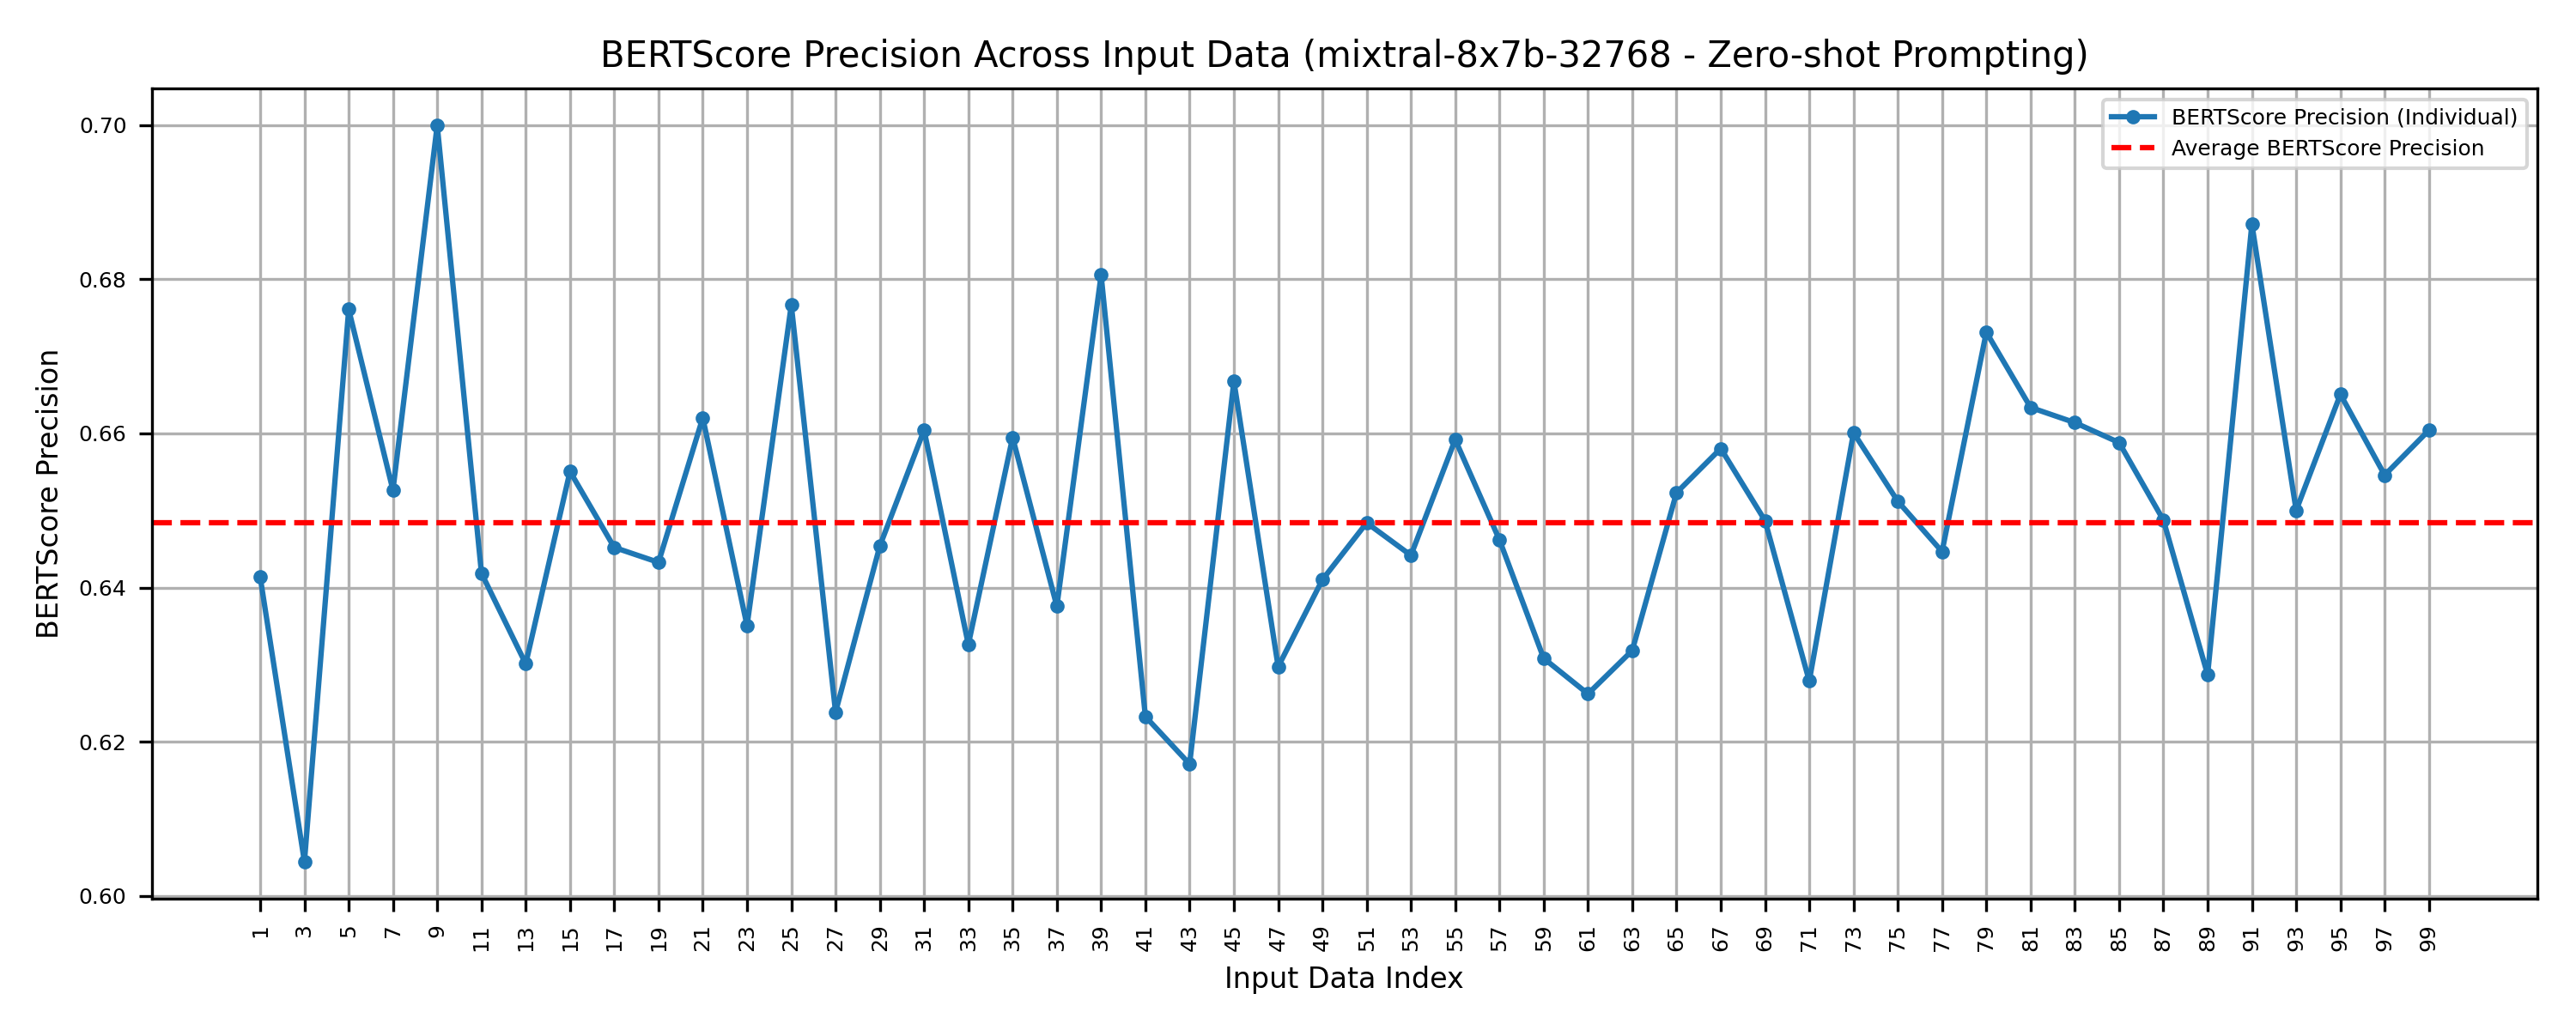 BERTScore Precision Across Input Data (mixtral-8x7b-32768 - Zero-shot Prompting)
BERTScore Precision (Individual)
Average BERTScore Precision
BERTScore Precision
0.70
0.68
0.66
0.64
0.62
0.60
1 3 5 7 9 11 13 15 17 19 21 23 25 27 29 31 33 35 37 39 41 43 45 47 49 51 53 55 57 59 61 63 65 67 69 71 73 75 77 79 81 83 85 87 89 91 93 95 97 99
Input Data Index